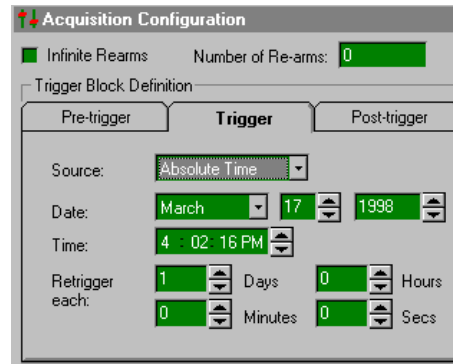 Acquisition Configuration
Infinite Rearms Number of Re-arms: 0
Trigger Block Definition
Pre-trigger Trigger Post-trigger
Source: Absolute Time
Date: March 17 1998
Time: 4 : 02: 16 PM
Retrigger each: 1 Days 0 Hours
0 Minutes 0 Secs